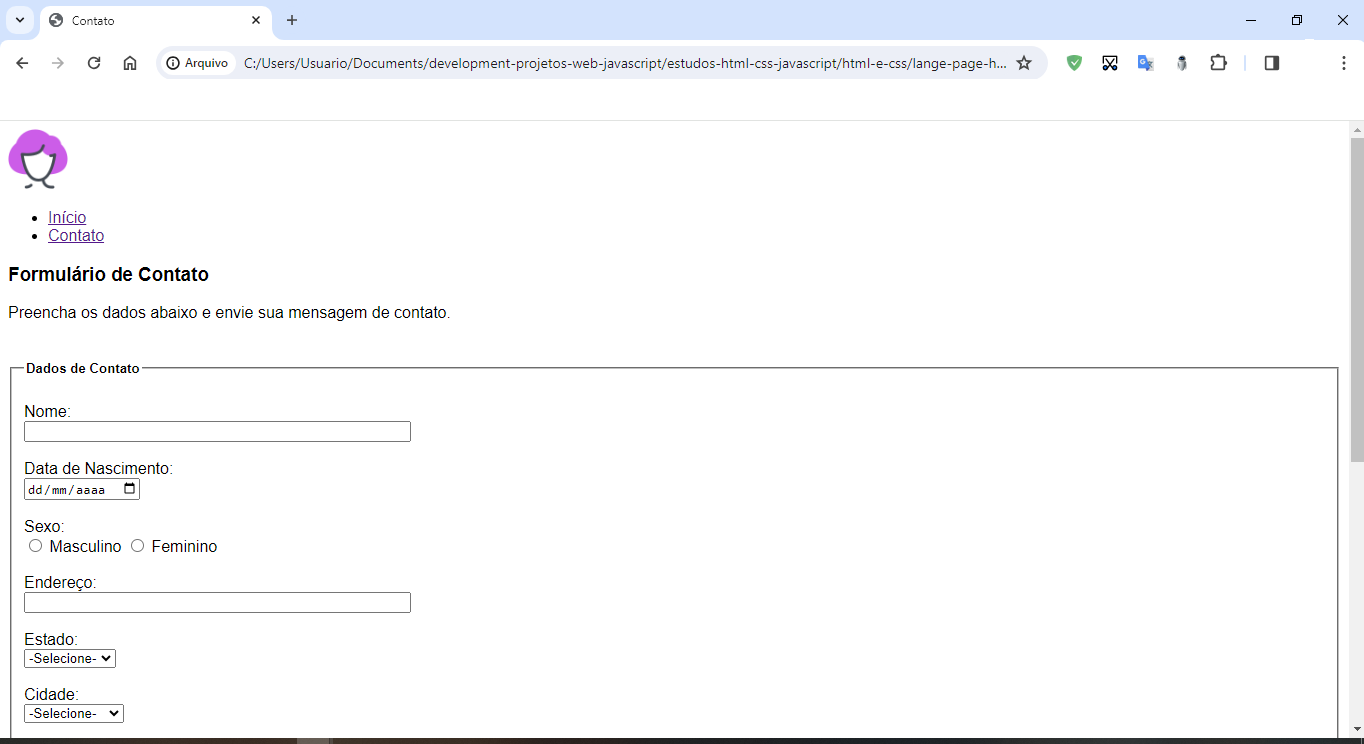 Contato
Arquivo C:/Users/Usuario/Documents/development-projetos-web-javascript/estudos-html-css-javascript/html-e-css/lange-page-h...
Início
Contato
Formulário de Contato
Preencha os dados abaixo e envie sua mensagem de contato.
Dados de Contato
Nome:
Data de Nascimento:
dd/mm/aaaa
Sexo:
Masculino Feminino
Endereço:
Estado:
-Selecione-
Cidade:
-Selecione-